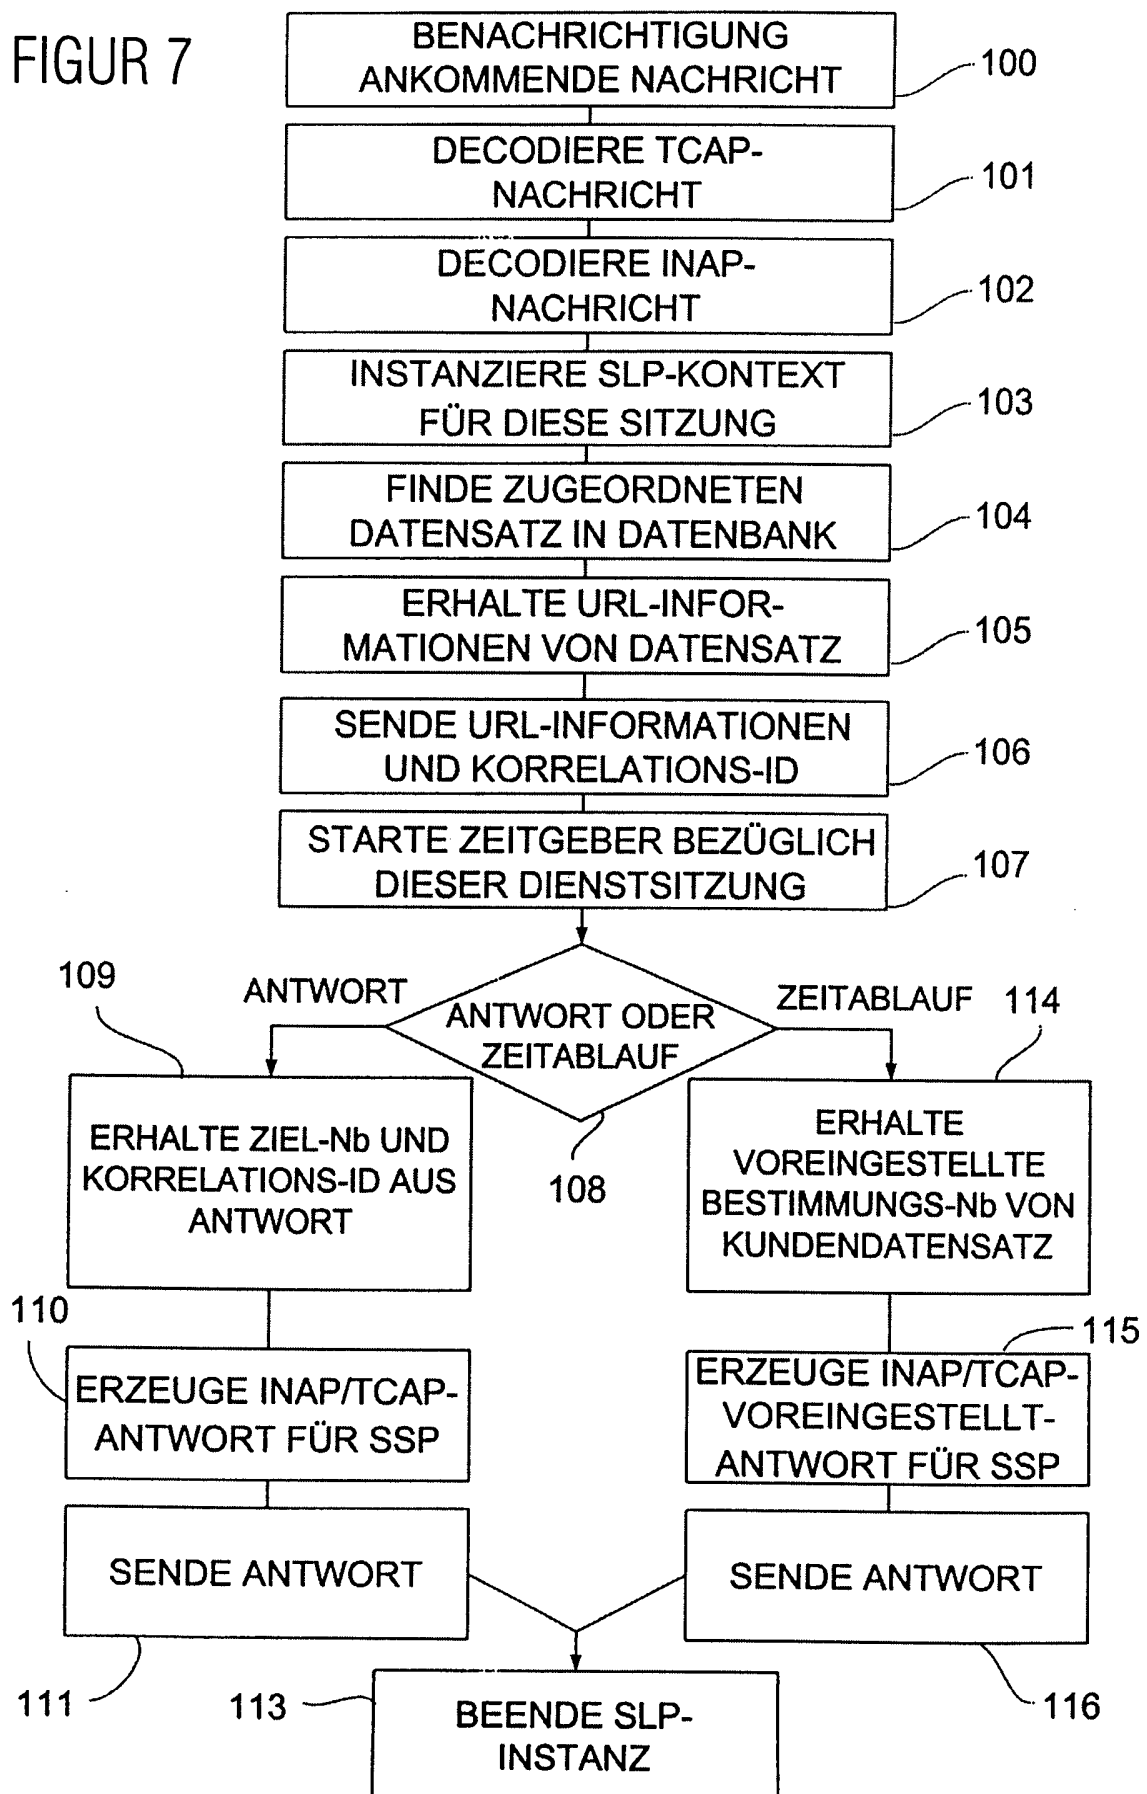 FIGUR 7
BENACHRICHTIGUNG
ANKOMMENDE NACHRICHT
100
DECODIERE TCAP-
NACHRICHT
101
DECODIERE INAP-
NACHRICHT
102
INSTANZIERE SLP-KONTEXT
FÜR DIESE SITZUNG
103
FINDE ZUGEORDNETEN
DATENSATZ IN DATENBANK
104
ERHALTE URL-INFOR-
MATIONEN VON DATENSATZ
105
SENDE URL-INFORMATIONEN
UND KORRELATIONS-ID
106
STARTE ZEITGEBER BEZÜGLICH
DIESER DIENSTSITZUNG
107
ANTWORT ODER
ZEITABLAUF
108
ANTWORT
109
ERHALTE ZIEL-Nb UND
KORRELATIONS-ID AUS
ANTWORT
110
ERZEUGE INAP/TCAP-
ANTWORT FÜR SSP
SENDE ANTWORT
111
ZEITABLAUF
114
ERHALTE
VOREINGESTELLTE
BESTIMMUNGS-Nb VON
KUNDENDATENSATZ
115
ERZEUGE INAP/TCAP-
VOREINGESTELLT-
ANTWORT FÜR SSP
SENDE ANTWORT
116
113
BEENDE SLP-
INSTANZ